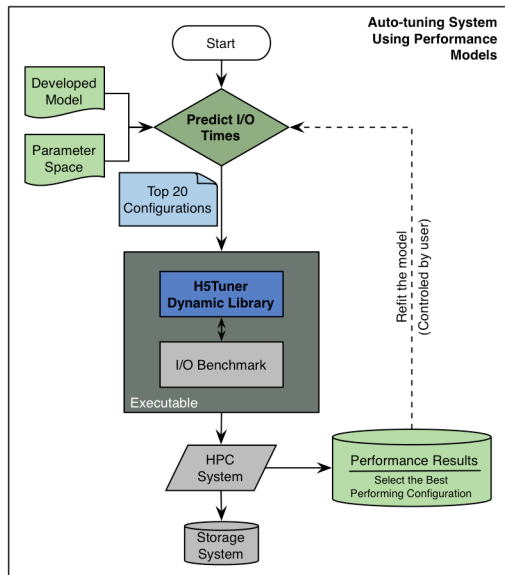 Auto-tuning System
Using Performance
Models
Start
Developed
Model
Parameter
Space
Predict I/O
Times
Top 20
Configurations
H5Tuner
Dynamic Library
I/O Benchmark
Executable
Refit the model
(Controled by user)
HPC
System
Performance Results
Select the Best
Performing Configuration
Storage
System